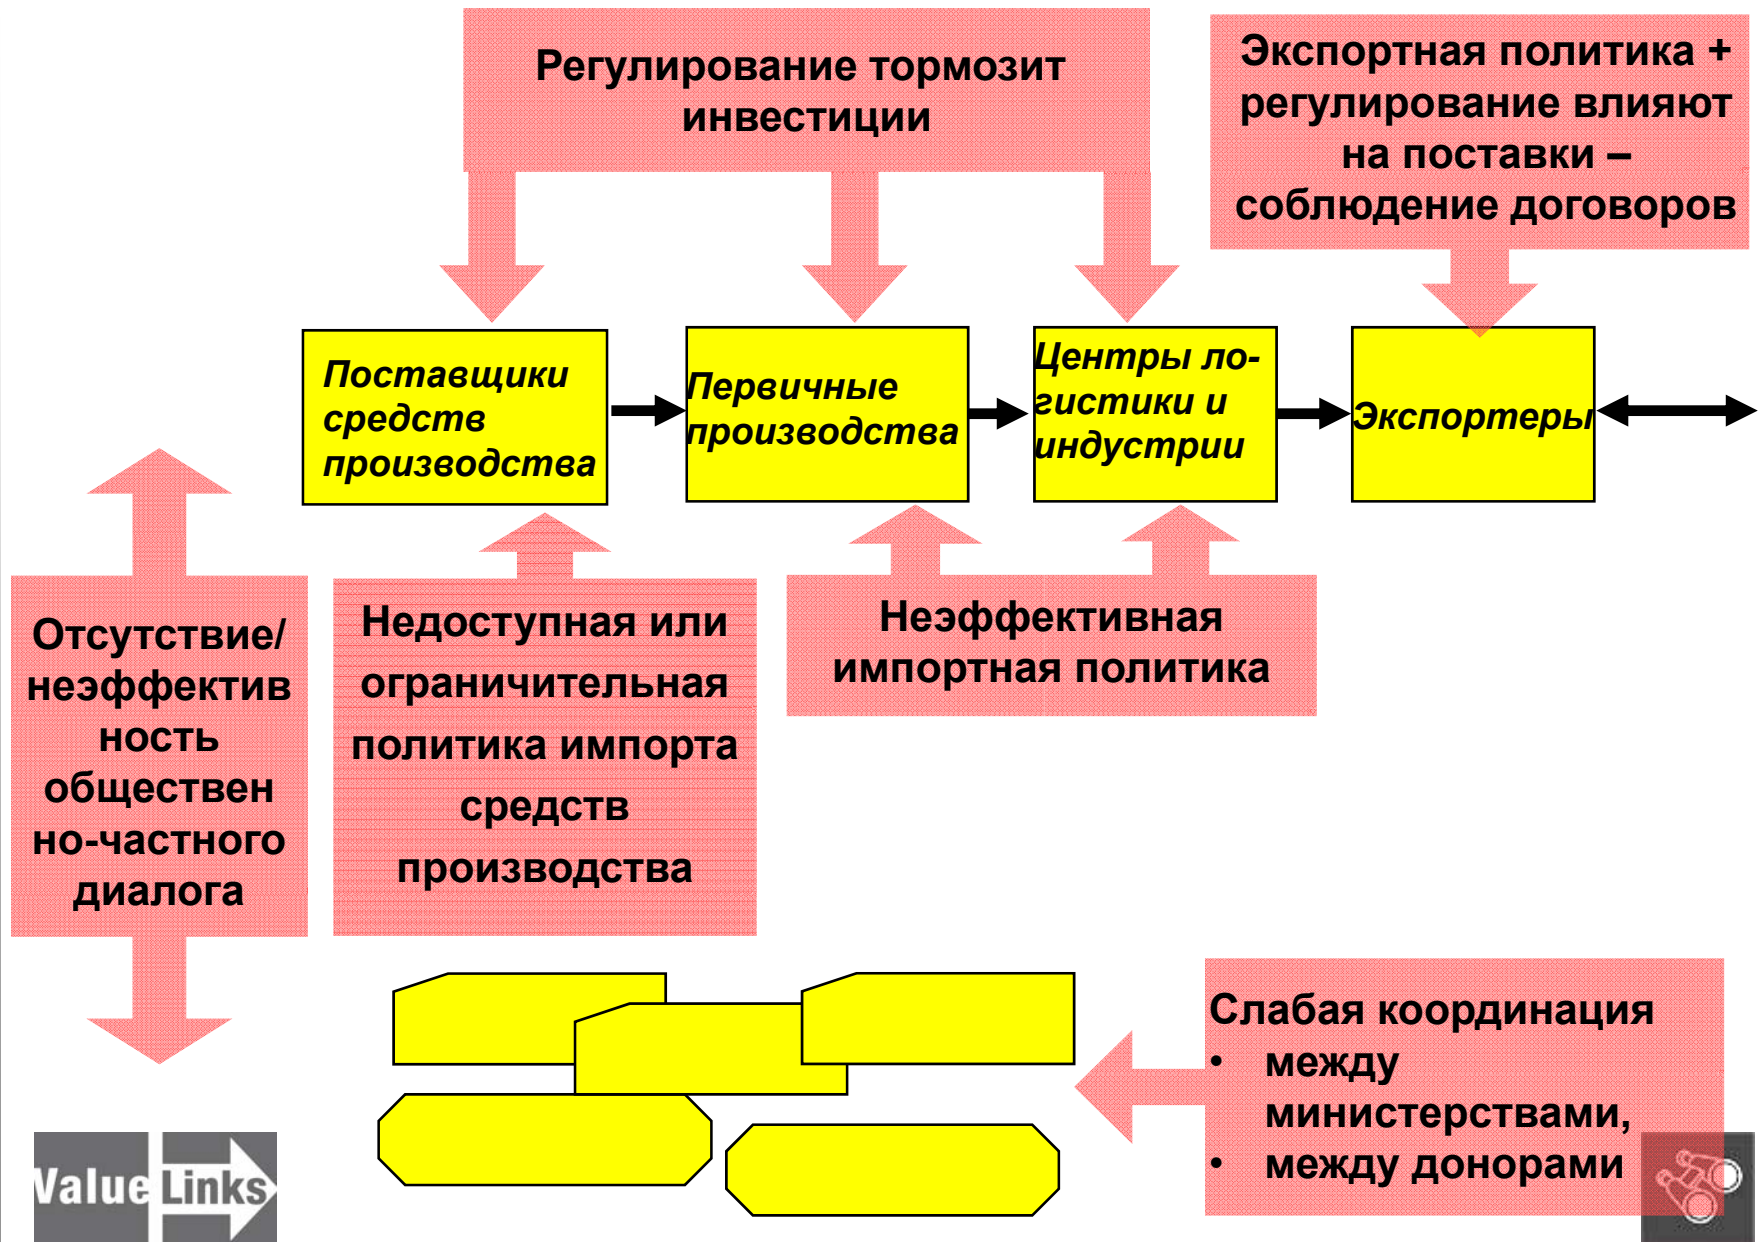 Регулирование тормозит
инвестиции
Экспортная политика +
регулирование влияют
на поставки –
соблюдение договоров
Поставщики
средств
производства
Первичные
производства
Центры ло-
гистики и
индустрии
Экспортеры
Отсутствие/
неэффектив
ность
обществен
но-частного
диалога
Недоступная или
ограничительная
политика импорта
средств
производства
Неэффективная
импортная политика
Слабая координация
• между
министерствами,
• между донорами
Value Links